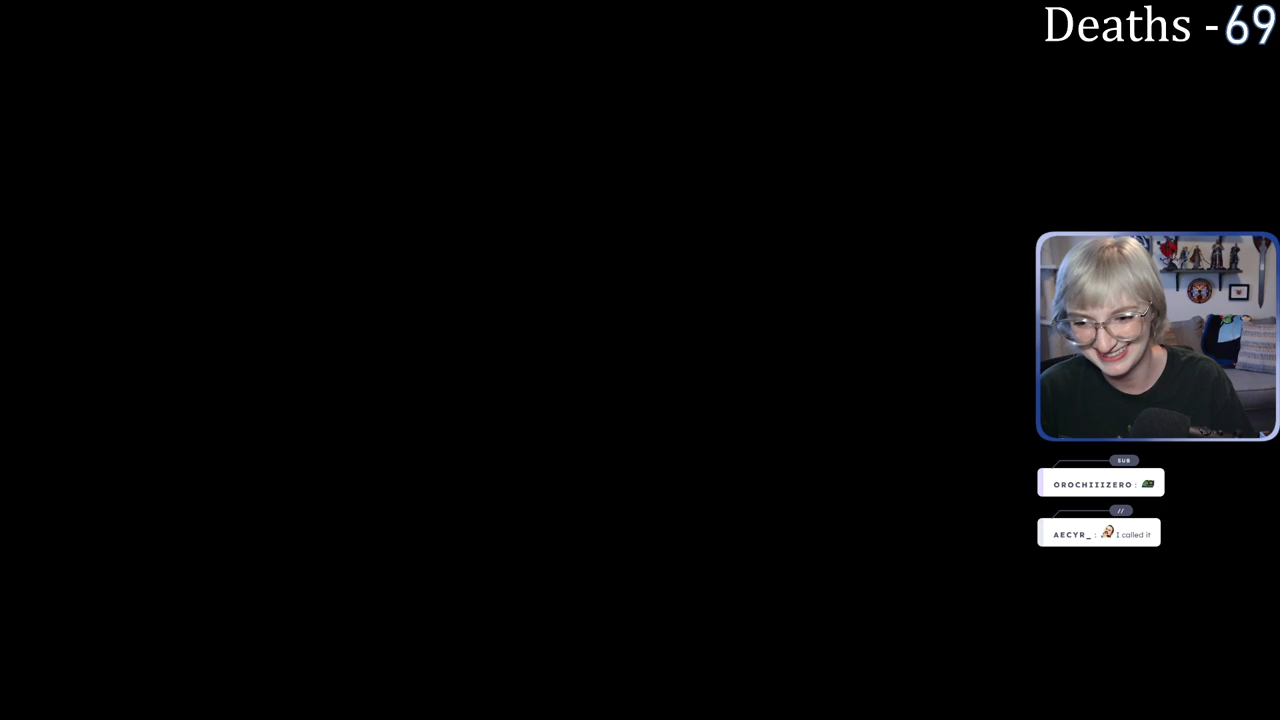 Deaths - 69
SUB
OROCHIIIZERO :
//
AECYR_ : I called it